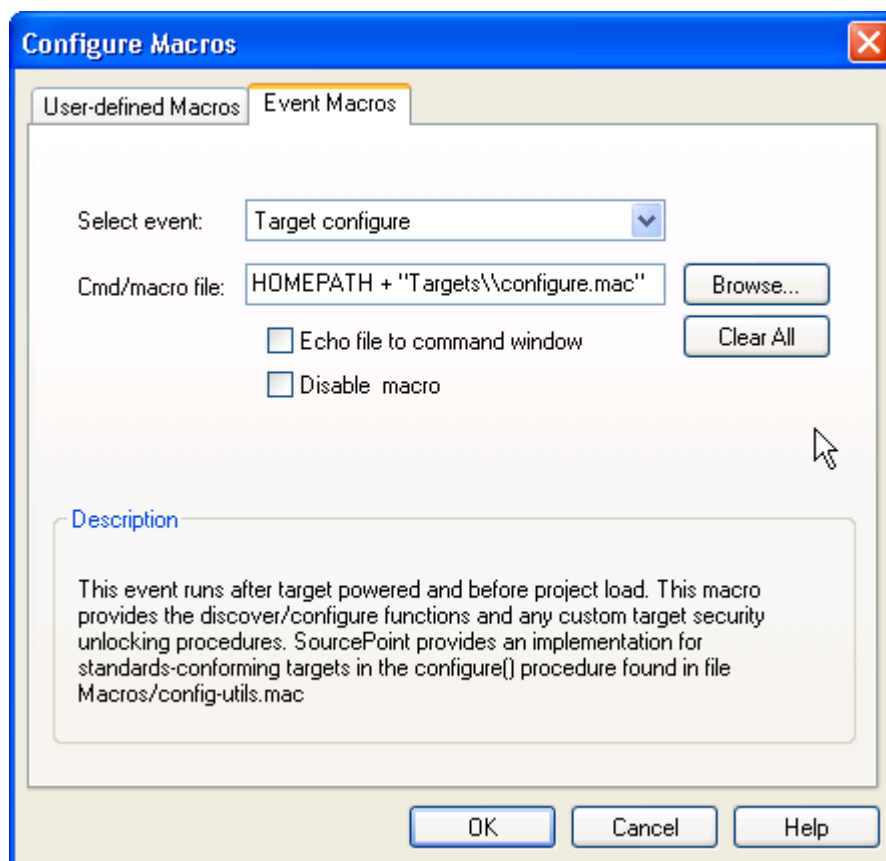 Configure Macros
User-defined Macros Event Macros
Select event: Target configure
Cmd/macro file: HOMEPATH + "Targets\\configure.mac" Browse...
Echo file to command window Clear All
Disable macro
Description
This event runs after target powered and before project load. This macro
provides the discover/configure functions and any custom target security
unlocking procedures. SourcePoint provides an implementation for
standards-conforming targets in the configure() procedure found in file
Macros/config-utils.mac
OK Cancel Help